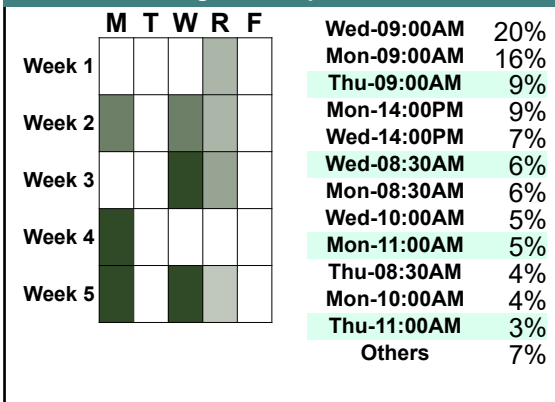 M T W R F
Week 1
Week 2
Week 3
Week 4
Week 5
Wed-09:00AM 20%
Mon-09:00AM 16%
Thu-09:00AM 9%
Mon-14:00PM 9%
Wed-14:00PM 7%
Wed-08:30AM 6%
Mon-08:30AM 6%
Wed-10:00AM 5%
Mon-11:00AM 5%
Thu-08:30AM 4%
Mon-10:00AM 4%
Thu-11:00AM 3%
Others 7%